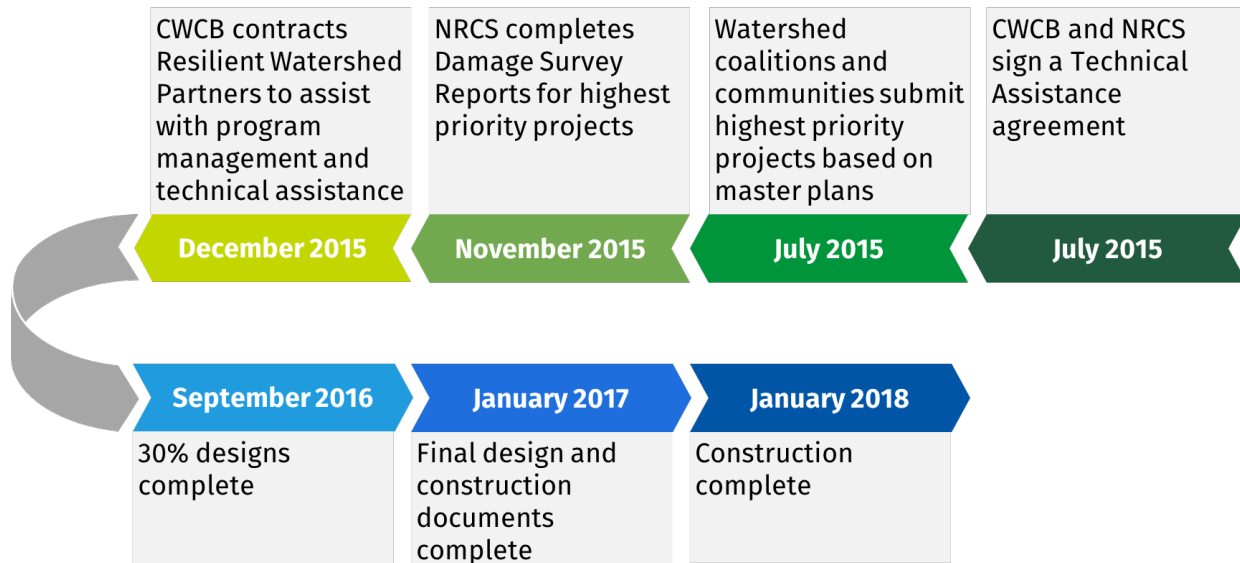 CWCB contracts
Resilient Watershed
Partners to assist
with program
management and
technical assistance
December 2015
NRCS completes
Damage Survey
Reports for highest
priority projects
November 2015
Watershed
coalitions and
communities submit
highest priority
projects based on
master plans
July 2015
CWCB and NRCS
sign a Technical
Assistance
agreement
July 2015
September 2016
30% designs
complete
January 2017
Final design and
construction
documents
complete
January 2018
Construction
complete